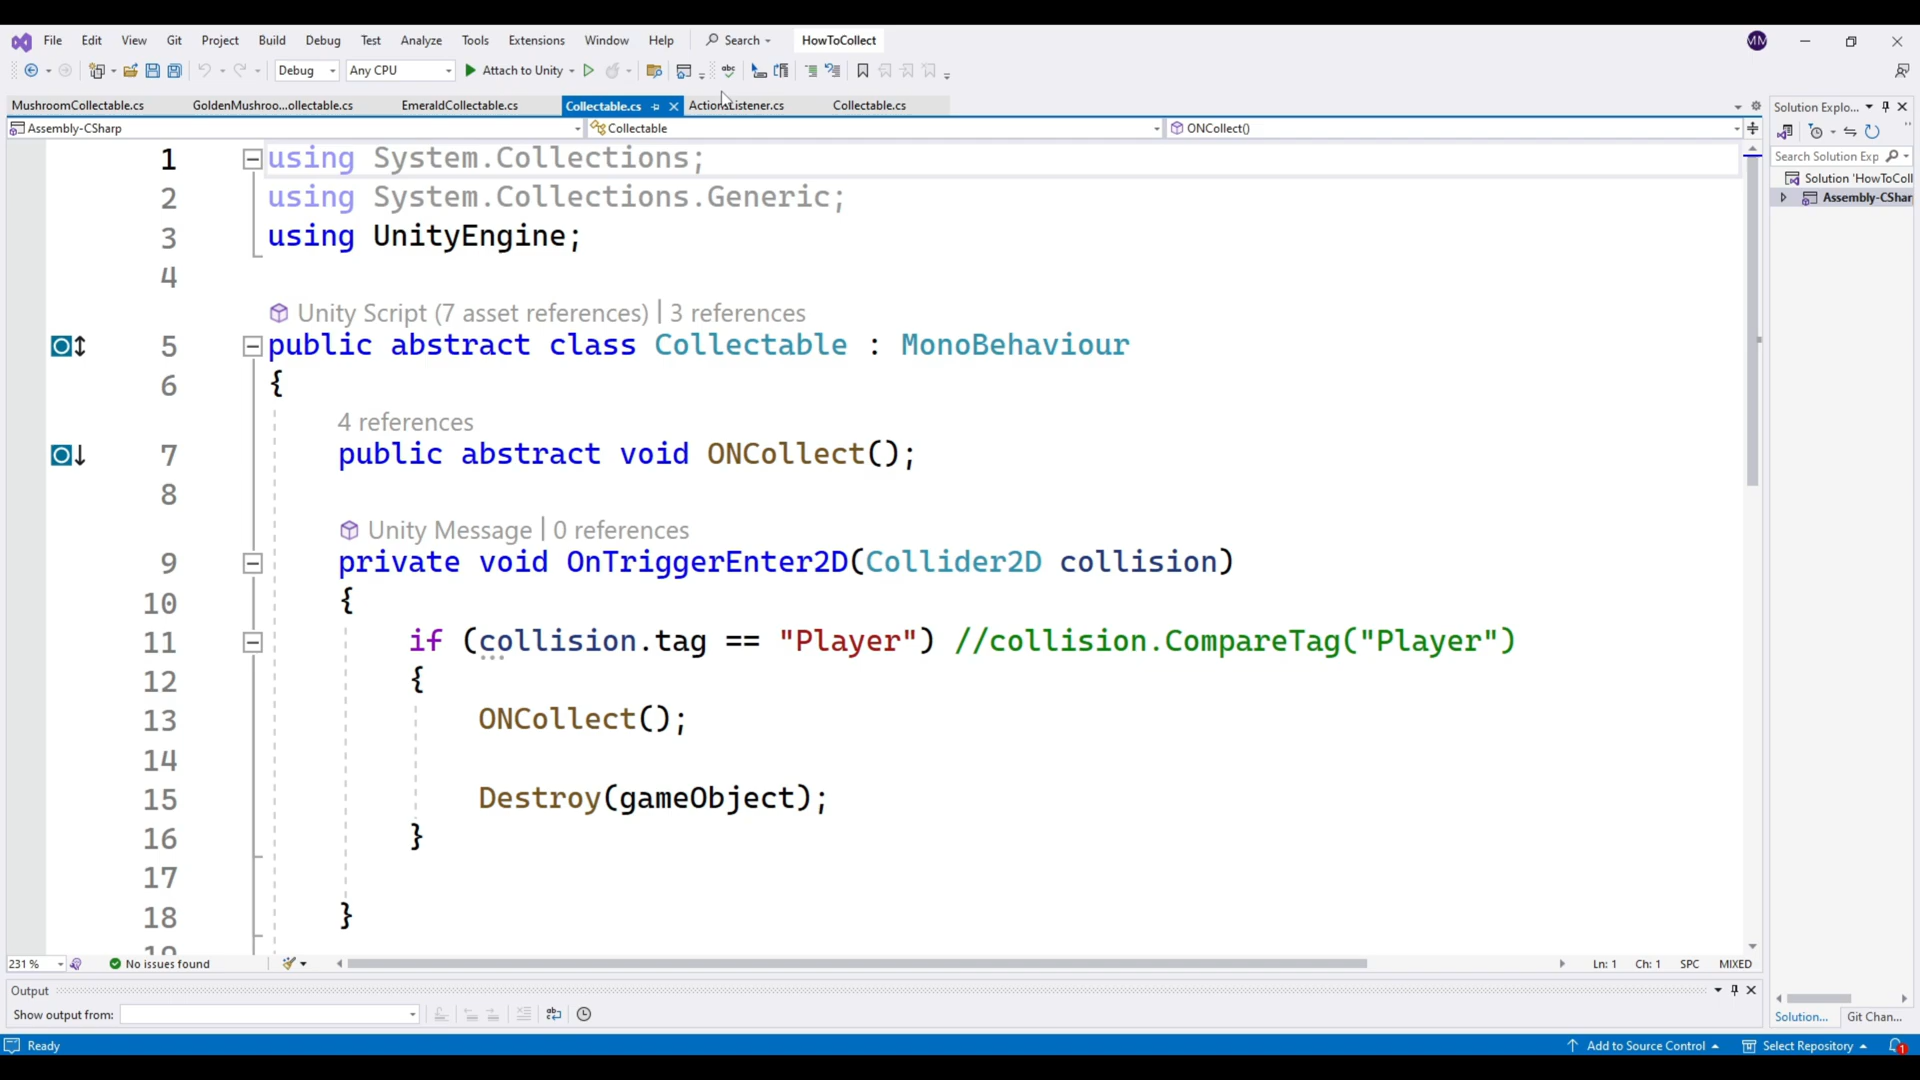 File Edit View Git Project Build Debug Test Analyze Tools Extensions Window Help Search HowToCollect MM
Debug Any CPU Attach to Unity
MushroomCollectable.cs GoldenMushroo...ollectable.cs EmeraldCollectable.cs Collectable.cs ActionListener.cs Collectable.cs
Assembly-CSharp Collectable ONCollect()
1 using System.Collections;
2 using System.Collections.Generic;
3 using UnityEngine;
4
Unity Script (7 asset references) | 3 references
5 public abstract class Collectable : MonoBehaviour
6 {
4 references
7 public abstract void ONCollect();
8
Unity Message | 0 references
9 private void OnTriggerEnter2D(Collider2D collision)
10 {
11 if (collision.tag == "Player") //collision.CompareTag("Player")
12 {
13 ONCollect();
14
15 Destroy(gameObject);
16 }
17
18 }
19
231 % No issues found Ln: 1 Ch: 1 SPC MIXED
Output
Show output from:
Solution Explo...
Search Solution Exp
Solution 'HowToColl
Assembly-CShar
Solution... Git Chan...
Ready Add to Source Control Select Repository 1